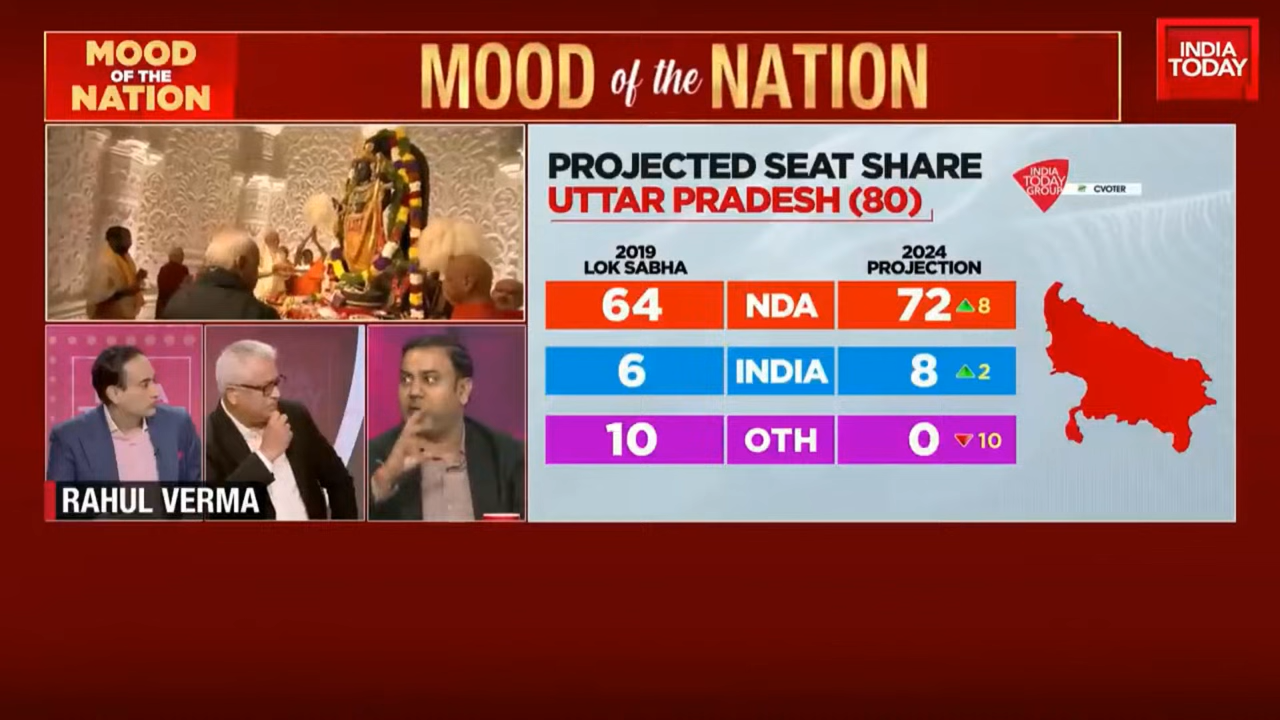 MOOD
OF THE
NATION
MOOD of the NATION
INDIA
TODAY
PROJECTED SEAT SHARE
UTTAR PRADESH (80)
INDIA
TODAY
GROUP
CVOTER
2019
LOK SABHA
2024
PROJECTION
64 NDA 72 8
6 INDIA 8 2
10 OTH 0 10
RAHUL VERMA